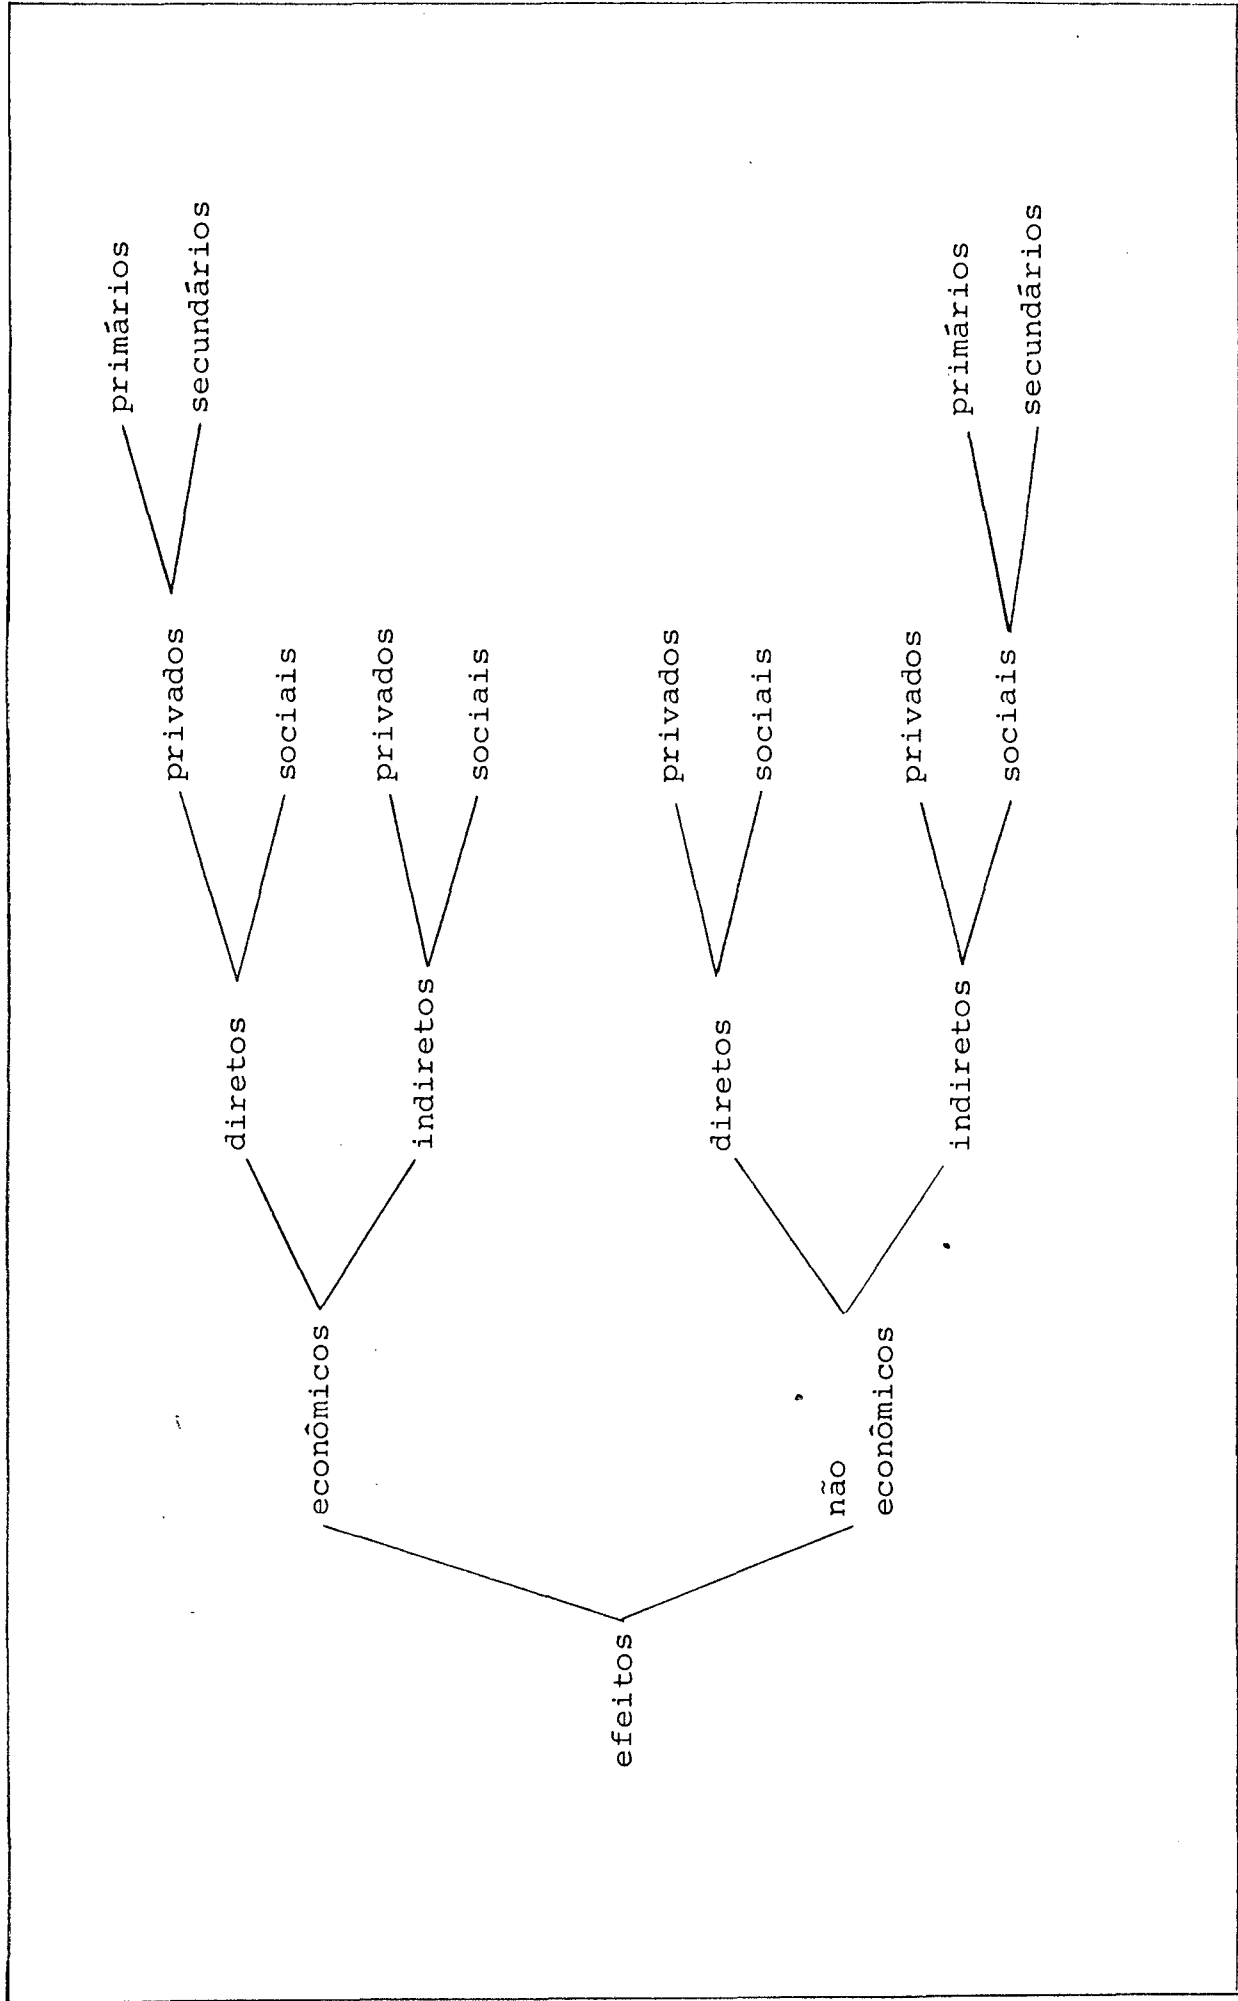 efeitos
econômicos
diretos
privados
primários
secundários
sociais
indiretos
privados
sociais
não
econômicos
diretos
privados
sociais
indiretos
privados
sociais
primários
secundários